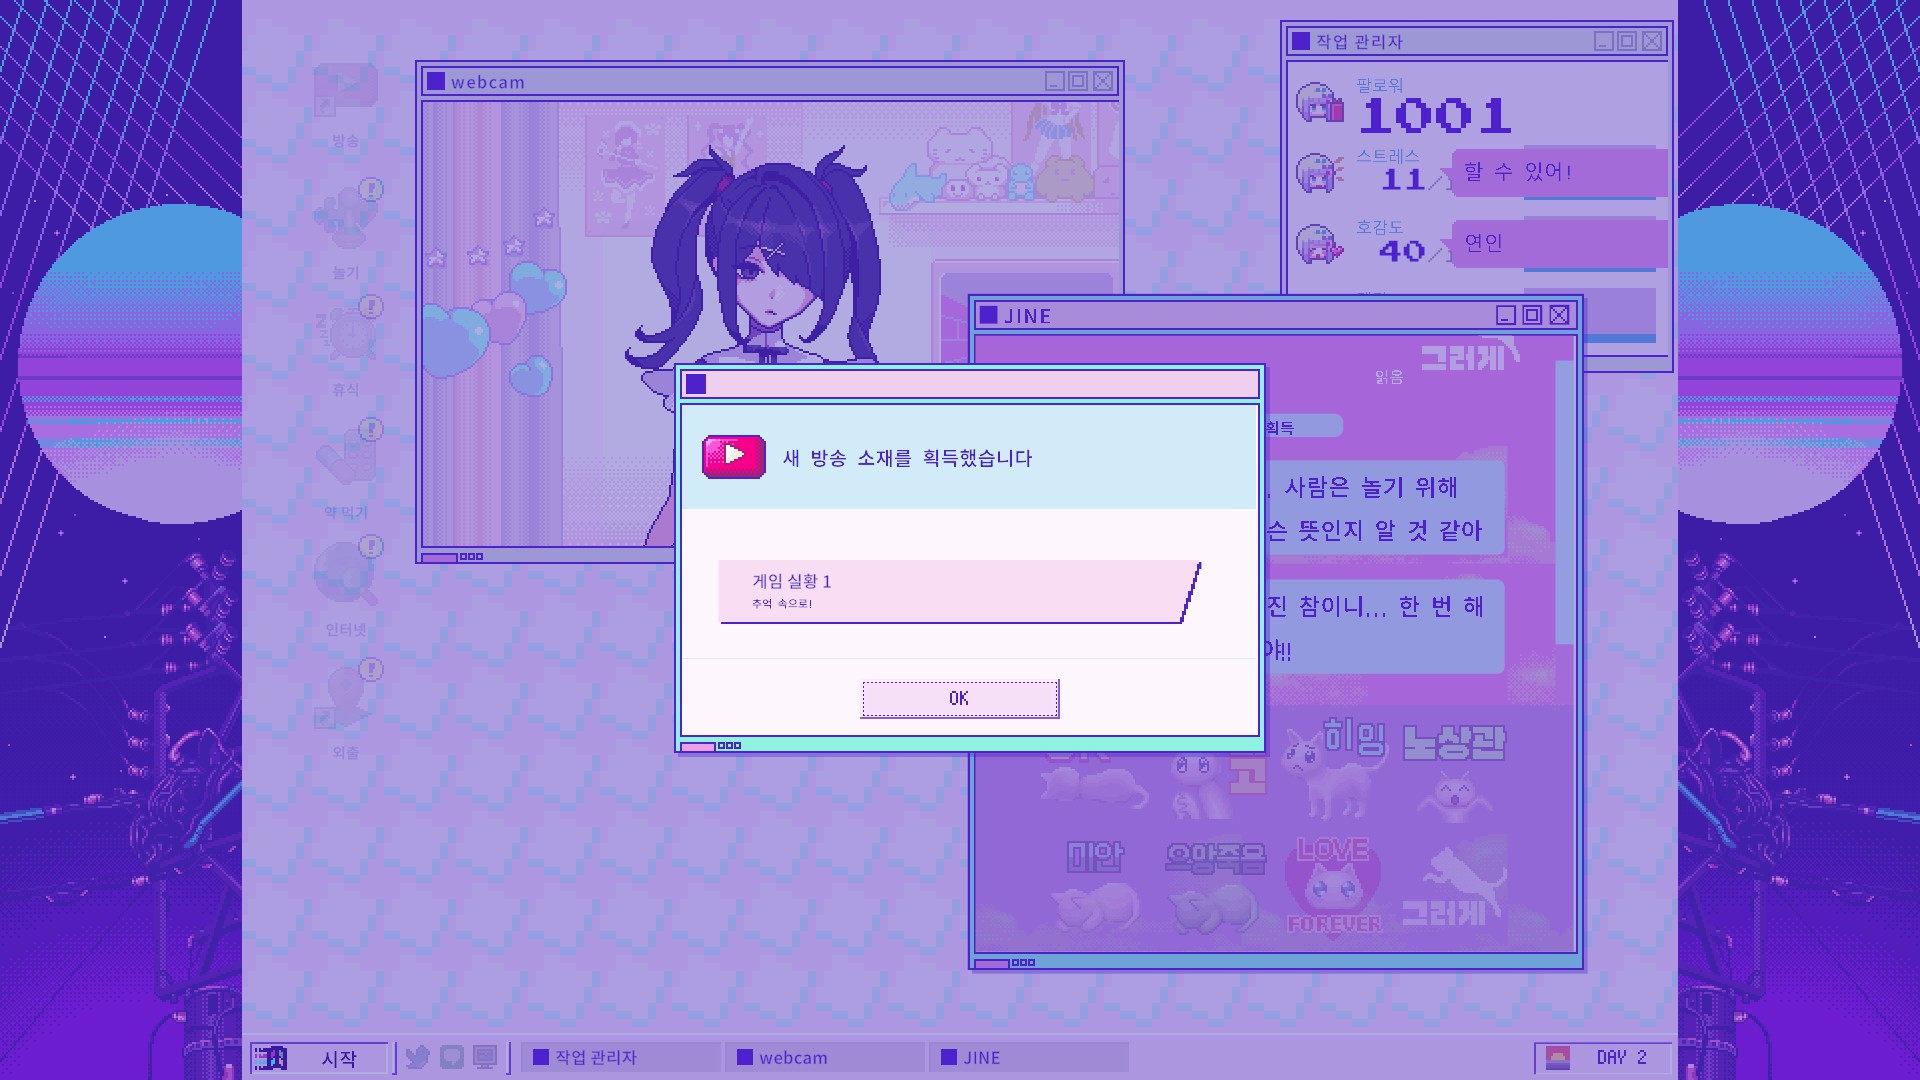 webcam
작업 관리자
팔로워
1001
스트레스
11/
할 수 있어!
호감도
40/
연인
방송
놀기
휴식
약 먹기
인터넷
외출
JINE
그러게
읽음
획득
새 방송 소재를 획득했습니다
게임 실황 1
추억 속으로!
OK
사람은 놀기 위해
슨 뜻인지 알 것 같아
진 참이니... 한 번 해
야!!
OK
고
히잉
노상관
미안
으앙죽음
LOVE
FOREVER
그러게
시작
작업 관리자
webcam
JINE
DAY 2